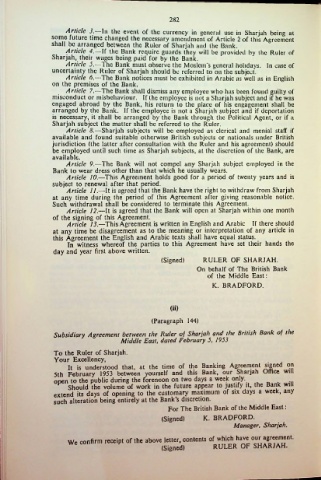 282
Article 3.—In the event of the currency in general use in Sharjah being at
some future time changed the necessary amendment of Article 2 of this Agreement
shall be arranged between the Ruler of Sharjah and the Bank.
Article 4.—If the Bank require guards they will be provided by the Ruler of
Sharjah, their wages being paid for by the Bank.
Article 5.—The Bank must observe the Moslem's general holidays. In case of
uncertainty the Ruler of Sharjah should be referred to on the subject.
Article 6.—The Bank notices must be exhibited in Arabic as well as in English
on the premises of the Bank.
Article 7.—The Bank shall dismiss any employee who has been found guilty of
misconduct or misbehaviour. If the employee is not a Sharjah subject and if he was
engaged abroad by the Bank, his return to the place of his engagement shall be
arranged by the Bank. If the employee is not a Sharjah subject and if deportation
is necessary, it shall be arranged by the Bank through the Political Agent, or if a
Sharjah subject the matter shall be referred to the Ruler.
Article 8.—Sharjah subjects will be employed as clerical and menial staff if
available and found suitable otherwise British subjects or nationals under British
jurisdiction (the latter after consultation with the Ruler and his agreement) should
be employed until such time as Sharjah subjects, at the discretion of the Bank, are
available.
Article 9.—The Bank will not compel any Sharjah subject employed in the
Bank to wear dress other than that which he usually wears.
Article 10.—This Agreement holds good for a period of twenty years and is
subject to renewal after that period.
Article 11.—It is agreed that the Bank have the right to withdraw from Sharjah
at any time during the period of this Agreement after giving reasonable notice.
Such withdrawal shall be considered to terminate this Agreement.
Article 12.—It is agreed that the Bank will open at Sharjah within one month
of the signing of this Agreement.
Article 13.—This Agreement is written in English and Arabic If there should
at any time be disagreement as to the meaning or interpretation of any article in
this Agreement the English and Arabic texts shall have equal status.
In witness whereof the parties to this Agreement have set their hands the
day and year first above written.
(Signed) RULER OF SHARJAH.
On behalf of The British Bank
of the Middle East:
K. BRADFORD.
(ii)
(Paragraph 144)
Subsidiary Agreement between the Ruler of Sharjah and the British Bank of the
Middle East, dated February 5, 1953
To the Ruler of Sharjah.
Your Excellency,
It is understood that, at the time of the Banking Agreement signed on
5th February 1953 between yourself and this Bank, our Sharjah Office will
open to the public during the forenoon on two days a week only.
Should the volume of work in the future appear to justify it, the Bank will
extend its days of opening to the customary maximum of six days a week, any
such alteration being entirely at the Bank's discretion.
For The British Bank of the Middle East:
(Signed) K. BRADFORD.
Manager, Sharjah.
We confirm receipt of the above letter, contents of which have our agreement.
(Signed) RULER OF SHARJAH.